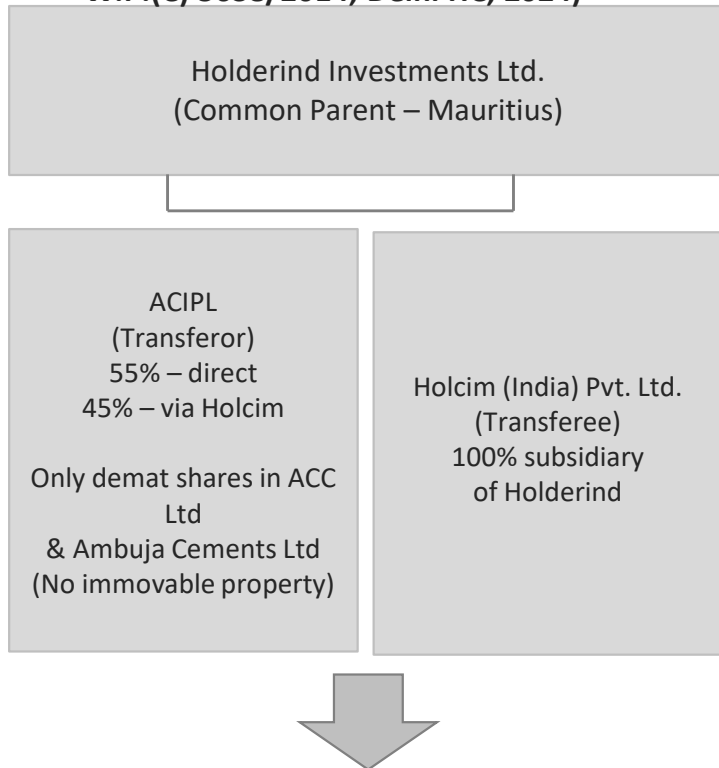 Holderind Investments Ltd.
(Common Parent – Mauritius)
ACIPL
(Transferor)
55% – direct
45% – via Holcim
Only demat shares in ACC
Ltd
& Ambuja Cements Ltd
(No immovable property)
Holcim (India) Pvt. Ltd.
(Transferee)
100% subsidiary
of Holderind